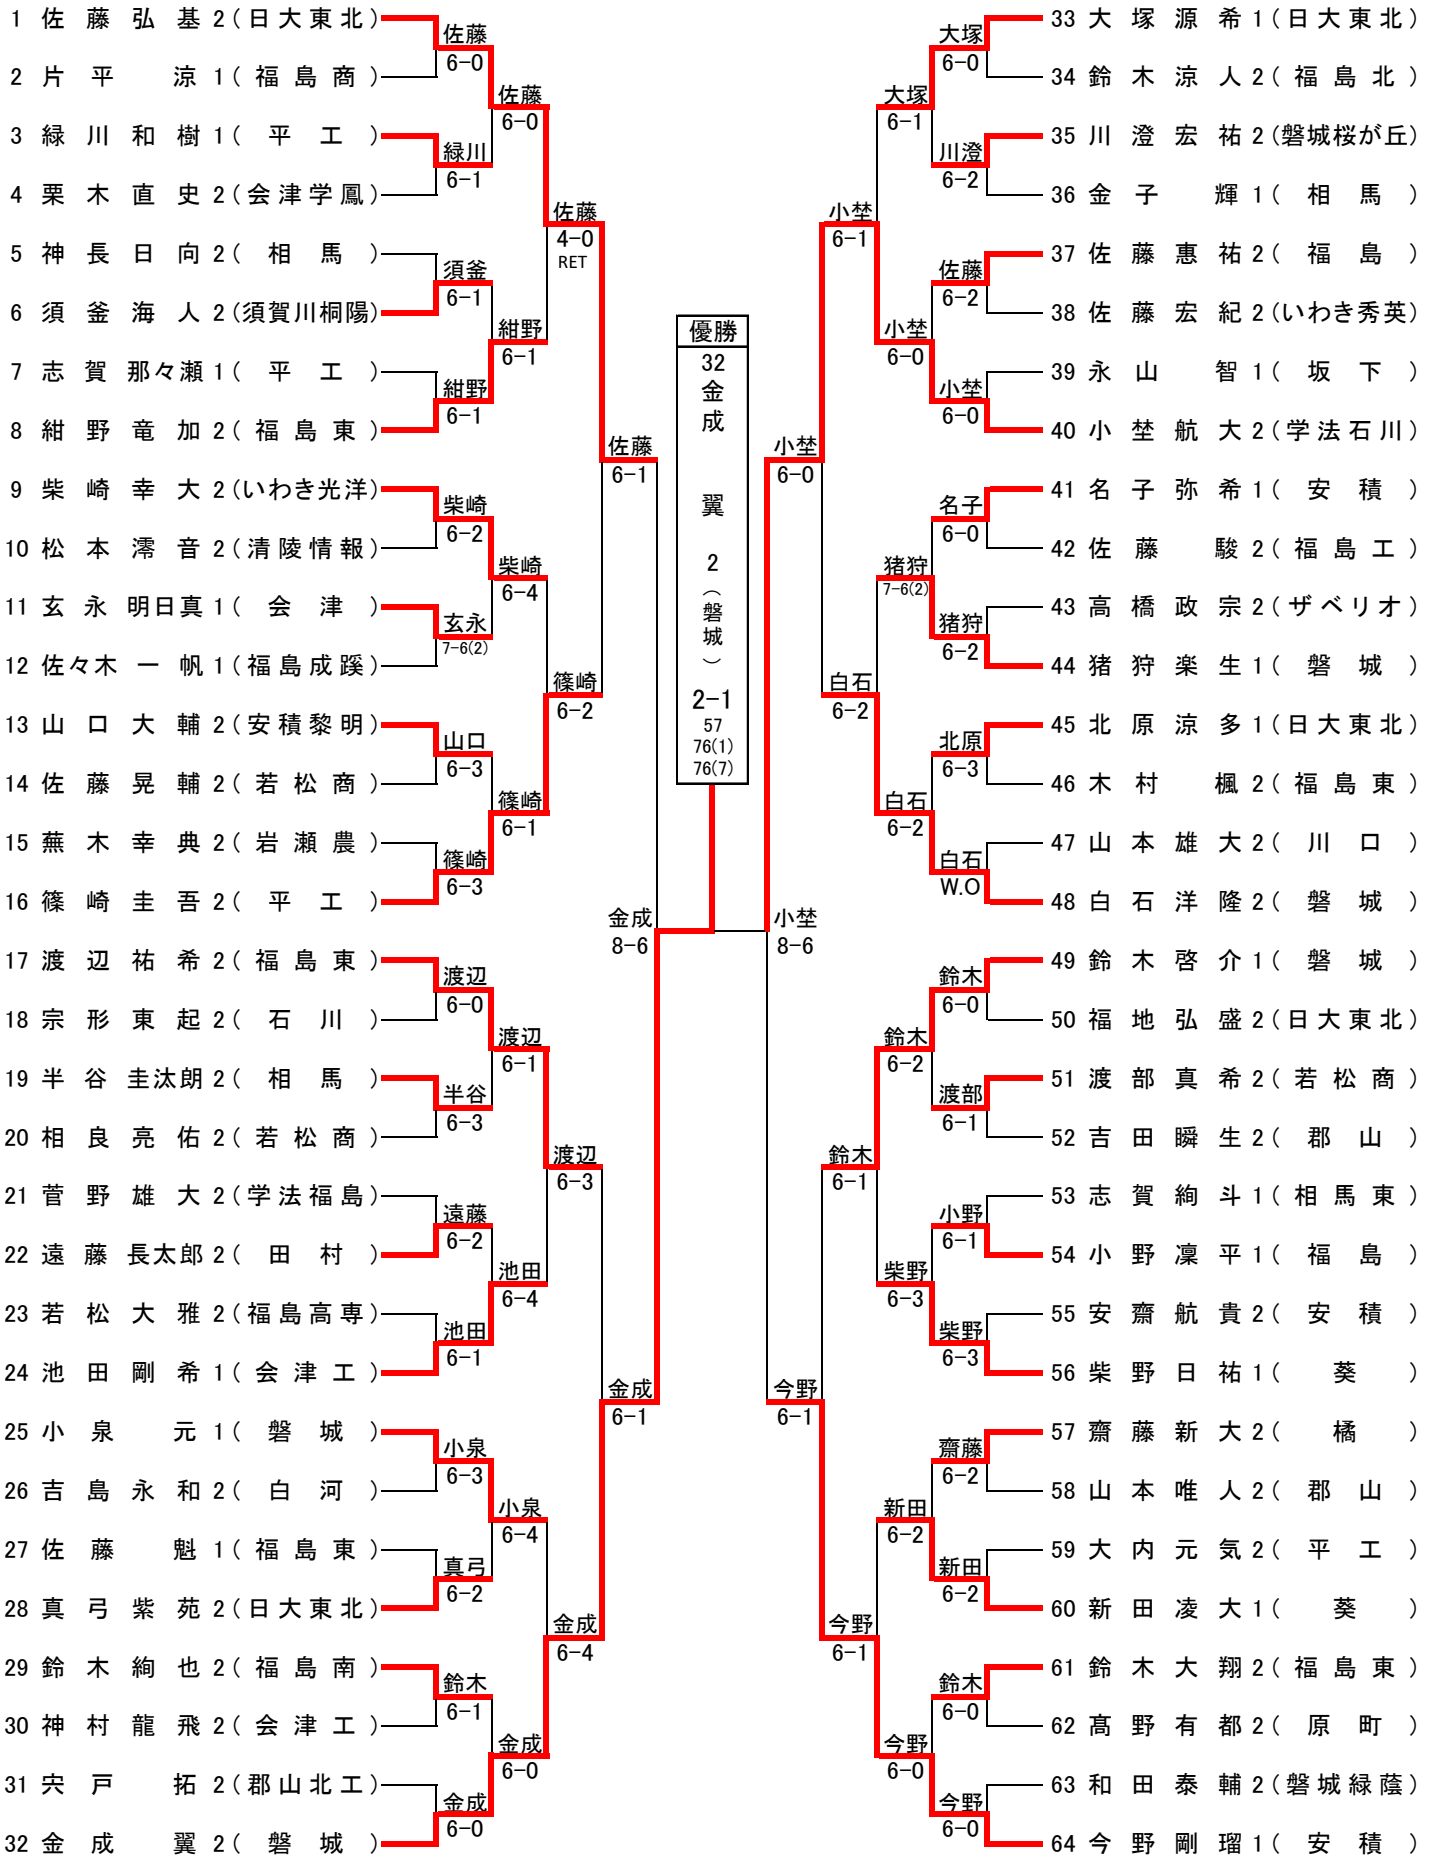 1 佐藤弘基 2(日大東北)
2 片平涼 1(福島商)
3 緑川和樹 1(平工)
4 栗木直史 2(会津学鳳)
5 神長日向 2(相馬)
6 須釜海人 2(須賀川桐陽)
7 志賀那々瀬 1(平工)
8 紺野竜加 2(福島東)
9 柴崎幸大 2(いわき光洋)
10 松本澪音 2(清陵情報)
11 玄永明日真 1(会津)
12 佐々木一帆 1(福島成蹊)
13 山口大輔 2(安積黎明)
14 佐藤晃輔 2(若松商)
15 蕪木幸典 2(岩瀬農)
16 篠崎圭吾 2(平工)
17 渡辺祐希 2(福島東)
18 宗形東起 2(石川)
19 半谷圭汰朗 2(相馬)
20 相良亮佑 2(若松商)
21 菅野雄大 2(学法福島)
22 遠藤長太郎 2(田村)
23 若松大雅 2(福島高専)
24 池田剛希 1(会津工)
25 小泉元 1(磐城)
26 吉島永和 2(白河)
27 佐藤魁 1(福島東)
28 真弓紫苑 2(日大東北)
29 鈴木絢也 2(福島南)
30 神村龍飛 2(会津工)
31 宍戸拓 2(郡山北工)
32 金成翼 2(磐城)
佐藤
6-0
緑川
6-1
須釜
6-1
紺野
6-1
柴崎
6-2
玄永
7-6(2)
山口
6-3
篠崎
6-3
渡辺
6-0
半谷
6-3
遠藤
6-2
池田
6-1
小泉
6-3
真弓
6-2
鈴木
6-1
金成
6-0
佐藤
6-0
紺野
6-1
柴崎
6-4
篠崎
6-1
渡辺
6-1
池田
6-4
小泉
6-4
金成
6-0
佐藤
4-0
RET
篠崎
6-2
渡辺
6-3
金成
6-4
佐藤
6-1
金成
6-1
金成
8-6
優勝
32
金成
翼
2
(磐城)
2-1
57
76(1)
76(7)
小埜
8-6
小埜
6-0
今野
6-1
小埜
6-1
白石
6-2
鈴木
6-1
今野
6-1
大塚
6-1
小埜
6-0
猪狩
7-6(2)
白石
6-2
鈴木
6-2
柴野
6-3
新田
6-2
今野
6-0
大塚
6-0
川澄
6-2
佐藤
6-2
小埜
6-0
名子
6-0
猪狩
6-2
北原
6-3
白石
W.O
鈴木
6-0
渡部
6-1
小野
6-1
柴野
6-3
齋藤
6-2
新田
6-2
鈴木
6-0
今野
6-0
33 大塚源希 1(日大東北)
34 鈴木涼人 2(福島北)
35 川澄宏祐 2(磐城桜が丘)
36 金子輝 1(相馬)
37 佐藤惠祐 2(福島)
38 佐藤宏紀 2(いわき秀英)
39 永山智 1(坂下)
40 小埜航大 2(学法石川)
41 名子弥希 1(安積)
42 佐藤駿 2(福島工)
43 高橋政宗 2(ザベリオ)
44 猪狩楽生 1(磐城)
45 北原涼多 1(日大東北)
46 木村楓 2(福島東)
47 山本雄大 2(川口)
48 白石洋隆 2(磐城)
49 鈴木啓介 1(磐城)
50 福地弘盛 2(日大東北)
51 渡部真希 2(若松商)
52 吉田瞬生 2(郡山)
53 志賀絢斗 1(相馬東)
54 小野凜平 1(福島)
55 安齋航貴 2(安積)
56 柴野日祐 1(葵)
57 齋藤新大 2(橘)
58 山本唯人 2(郡山)
59 大内元気 2(平工)
60 新田凌大 1(葵)
61 鈴木大翔 2(福島東)
62 髙野有都 2(原町)
63 和田泰輔 2(磐城緑蔭)
64 今野剛瑠 1(安積)